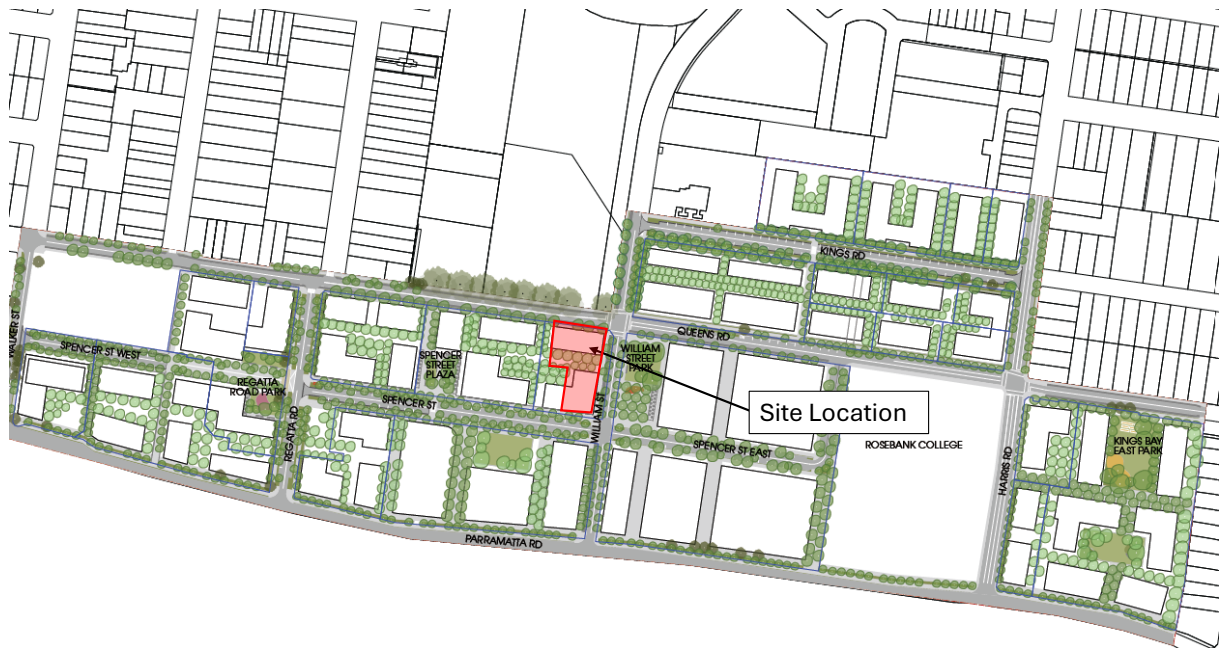 KINGS RD
QUEENS RD
WALKER ST
SPENCER ST WEST
SPENCER
STREET
PLAZA
WILLIAM
STREET
PARK
REGATTA
ROAD PARK
Site Location
SPENCER ST
REGATTA RD
WILLIAM ST
SPENCER ST EAST
ROSEBANK COLLEGE
KINGS BAY
EAST PARK
HARRIS RD
PARRAMATTA RD